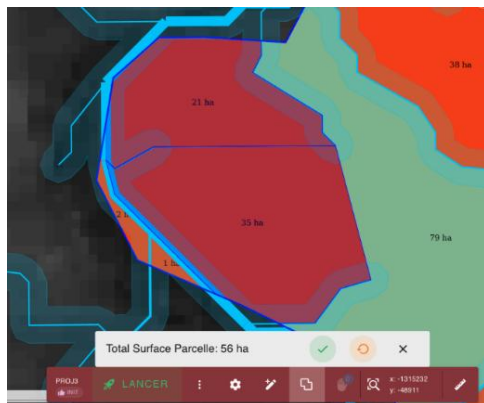 38 ha
21 ha
2 h
35 ha
79 ha
1 ha
Total Surface Parcelle: 56 ha
PROJ3
LANCER
x: -1315232
y: -48911